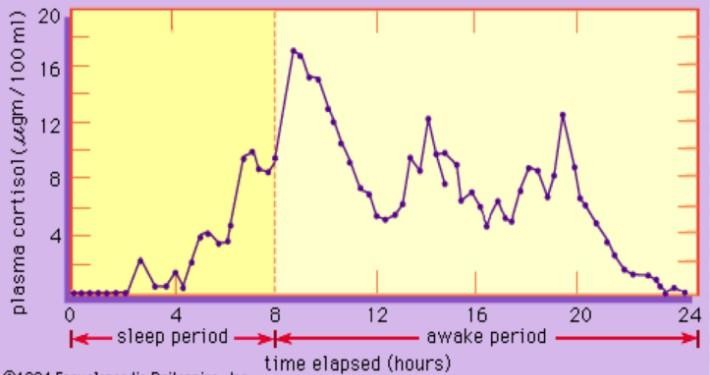 plasma cortisol (μgm/100 ml)
20
16
12
8
4
0 4 8 12 16 20 24
sleep period awake period
time elapsed (hours)